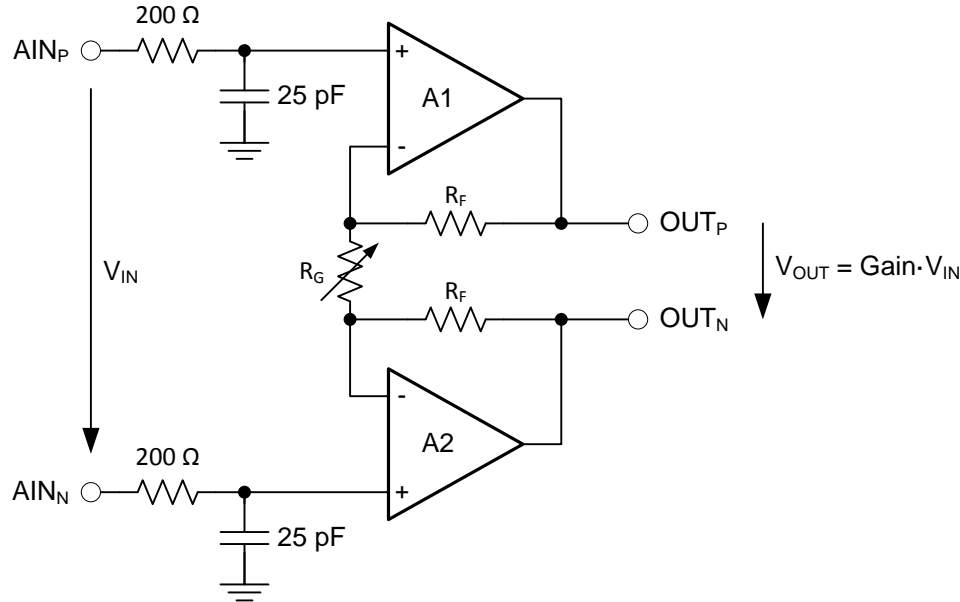 200 Ω
AINP
+
A1
25 pF
-
RF
OUTP
RG
VIN
VOUT = Gain·VIN
RF
OUTN
-
A2
200 Ω
AINN
+
25 pF